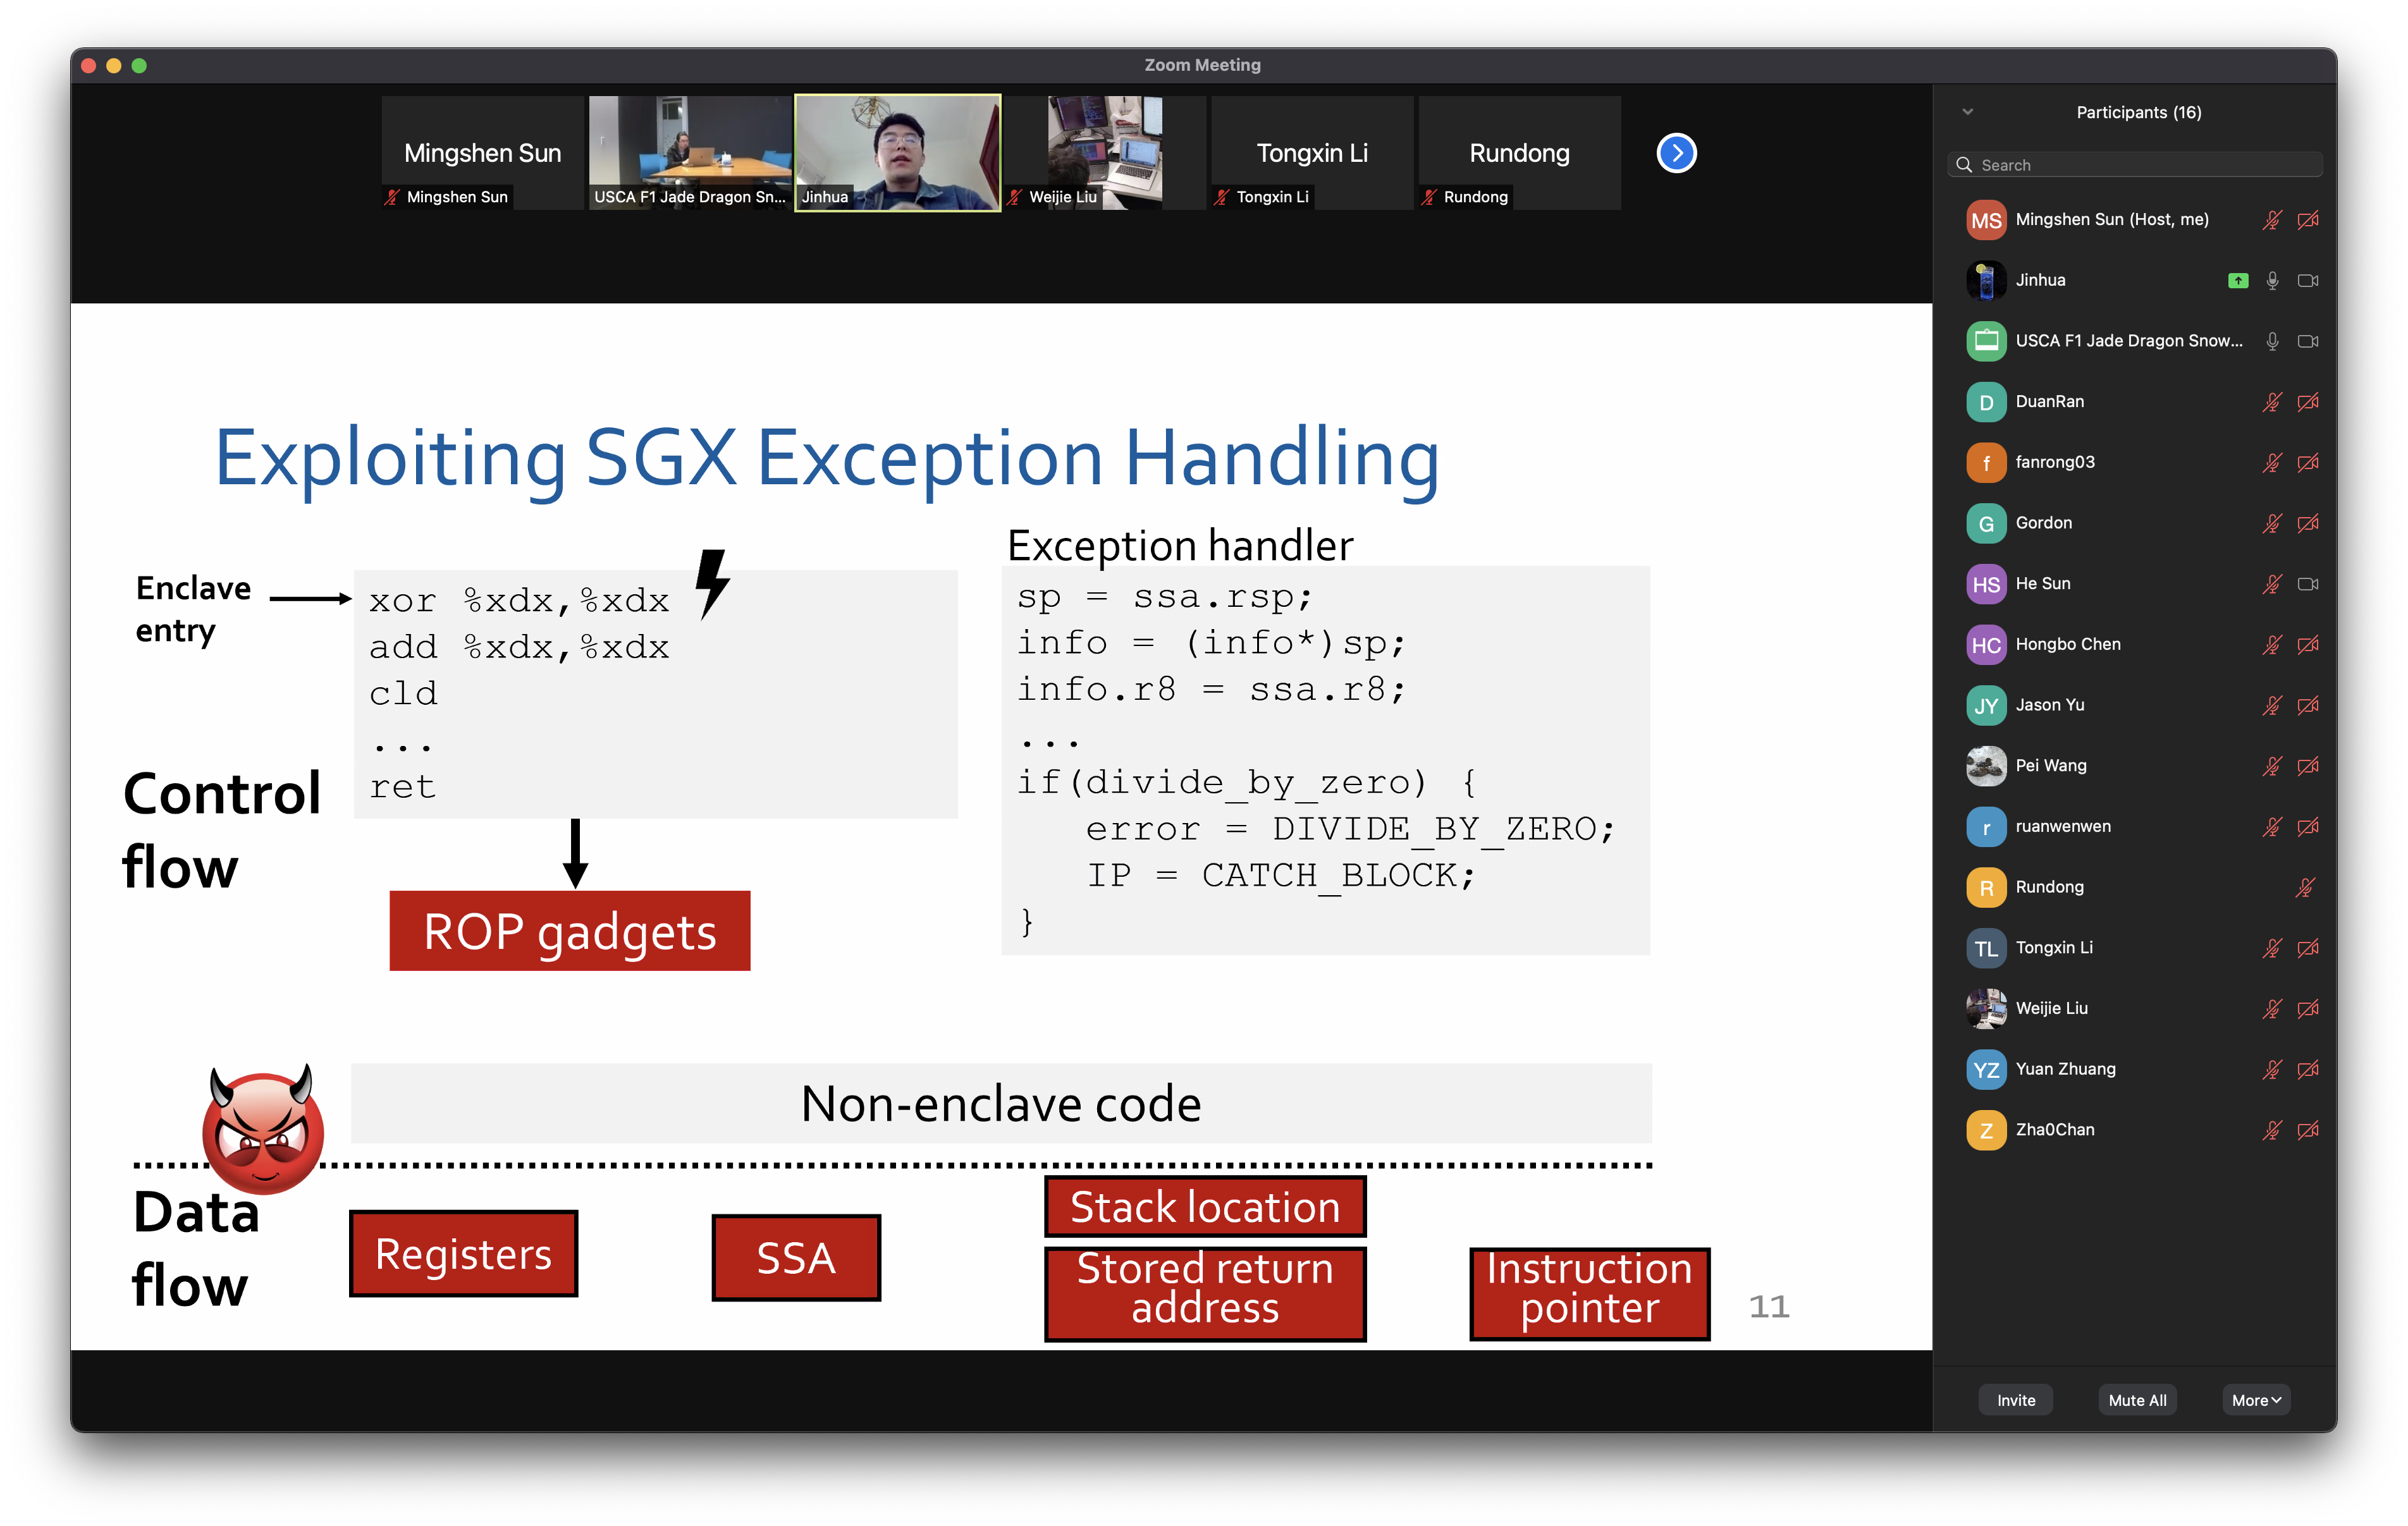 Zoom Meeting
Mingshen Sun
Tongxin Li
Rundong
Mingshen Sun
USCA F1 Jade Dragon Sn...
Jinhua
Weijie Liu
Tongxin Li
Rundong
Exploiting SGX Exception Handling
Enclave
entry
xor %xdx,%xdx
add %xdx,%xdx
cld
...
ret
Exception handler
sp = ssa.rsp;
info = (info*)sp;
info.r8 = ssa.r8;
...
if(divide_by_zero) {
error = DIVIDE_BY_ZERO;
IP = CATCH_BLOCK;
}
Control
flow
ROP gadgets
Non-enclave code
Data
flow
Registers
SSA
Stack location
Stored return
address
Instruction
pointer
11
Participants (16)
Search
MS Mingshen Sun (Host, me)
Jinhua
USCA F1 Jade Dragon Snow...
D DuanRan
f fanrong03
G Gordon
HS He Sun
HC Hongbo Chen
JY Jason Yu
Pei Wang
r ruanwenwen
R Rundong
TL Tongxin Li
Weijie Liu
YZ Yuan Zhuang
Z Zha0Chan
Invite
Mute All
More